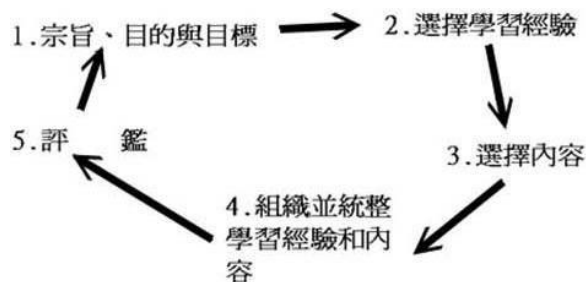 1.宗旨、目的與目標
2.選擇學習經驗
3.選擇內容
4.組織並統整
學習經驗和內
容
5.評　　鑑